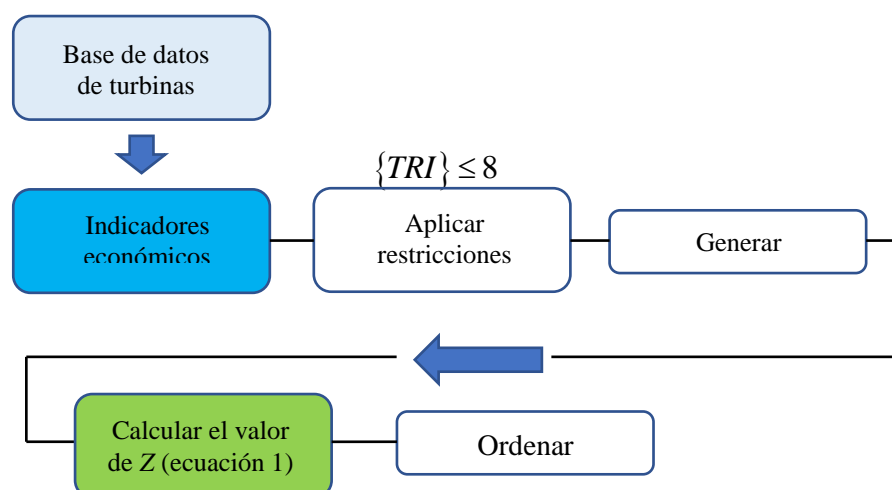 Base de datos
de turbinas
{TRI} ≤ 8
Indicadores
económicos
Aplicar
restricciones
Generar
Calcular el valor
de Z (ecuación 1)
Ordenar